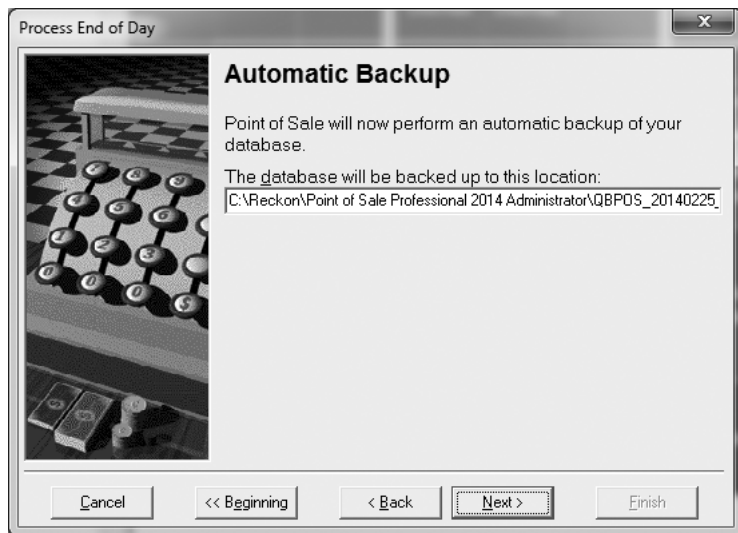 Process End of Day
x
Automatic Backup
Point of Sale will now perform an automatic backup of your
database.
The database will be backed up to this location:
C:\Reckon\Point of Sale Professional 2014 Administrator\QBPOS_20140225_
Cancel
<< Beginning
< Back
Next >
Finish